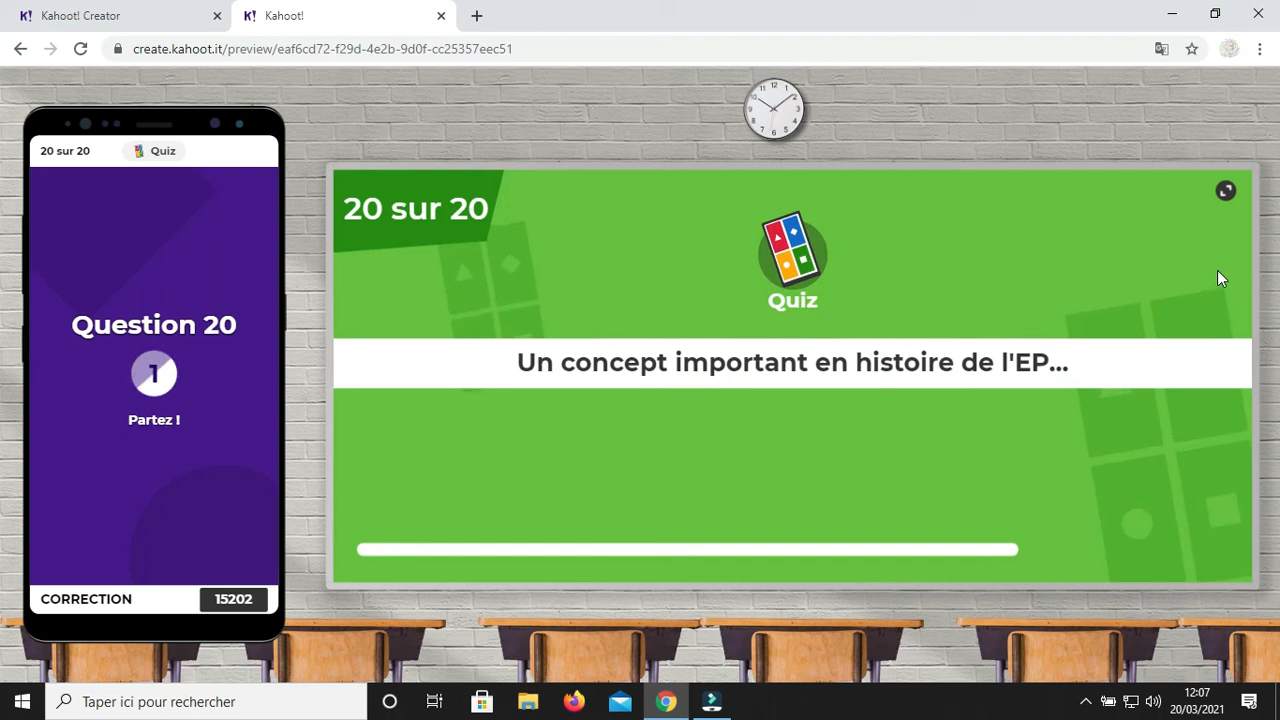 Kahoot! Creator
Kahoot!
create.kahoot.it/preview/eaf6cd72-f29d-4e2b-9d0f-cc25357eec51
20 sur 20
Quiz
Question 20
1
Partez !
CORRECTION
15202
20 sur 20
Quiz
Un concept important en histoire de l'EP...
Taper ici pour rechercher
12:07
20/03/2021